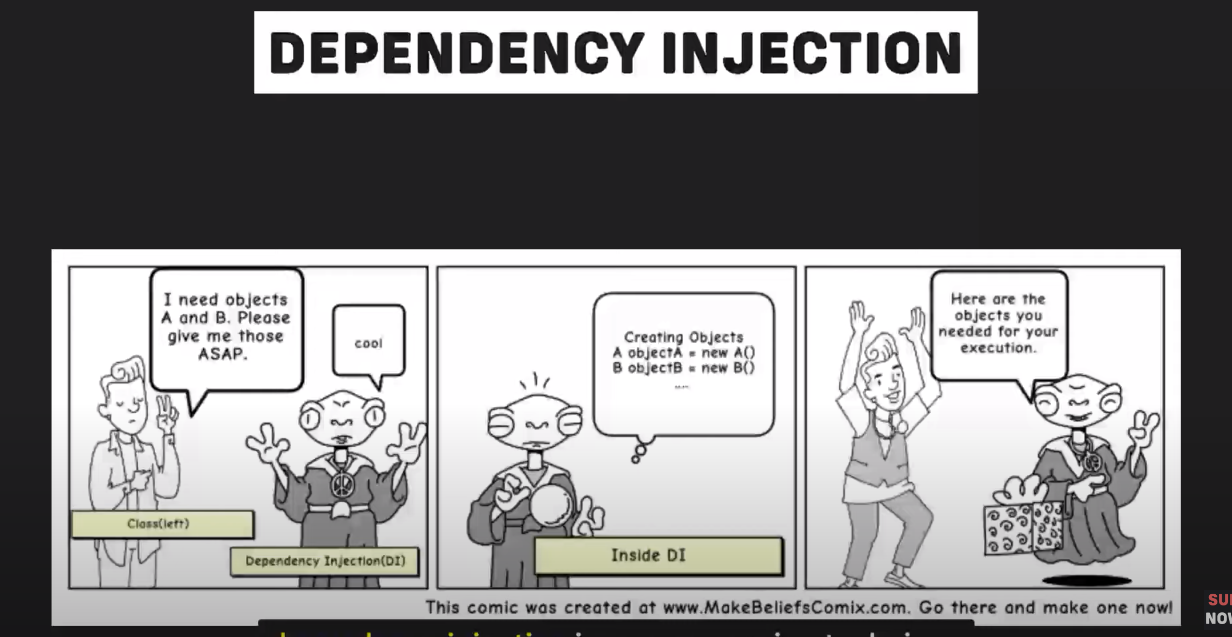 DEPENDENCY INJECTION
I need objects
A and B. Please
give me those
ASAP.
cool
Class(left)
Dependency Injection(DI)
Creating Objects
A objectA = new A()
B objectB = new B()
....
Inside DI
Here are the
objects you
needed for your
execution.
This comic was created at www.MakeBeliefsComix.com. Go there and make one now!
NOW